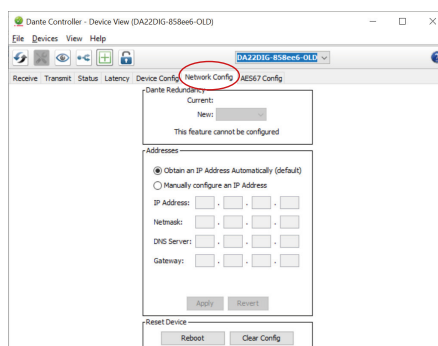 Dante Controller - Device View (DA22DIG-858ee6-OLD)
File Devices View Help
DA22DIG-858ee6-OLD
Receive Transmit Status Latency Device Config Network Config AES67 Config
Dante Redundancy
Current:
New:
This feature cannot be configured
Addresses
Obtain an IP Address Automatically (default)
Manually configure an IP Address
IP Address: . . .
Netmask: . . .
DNS Server: . . .
Gateway: . . .
Apply Revert
Reset Device
Reboot Clear Config